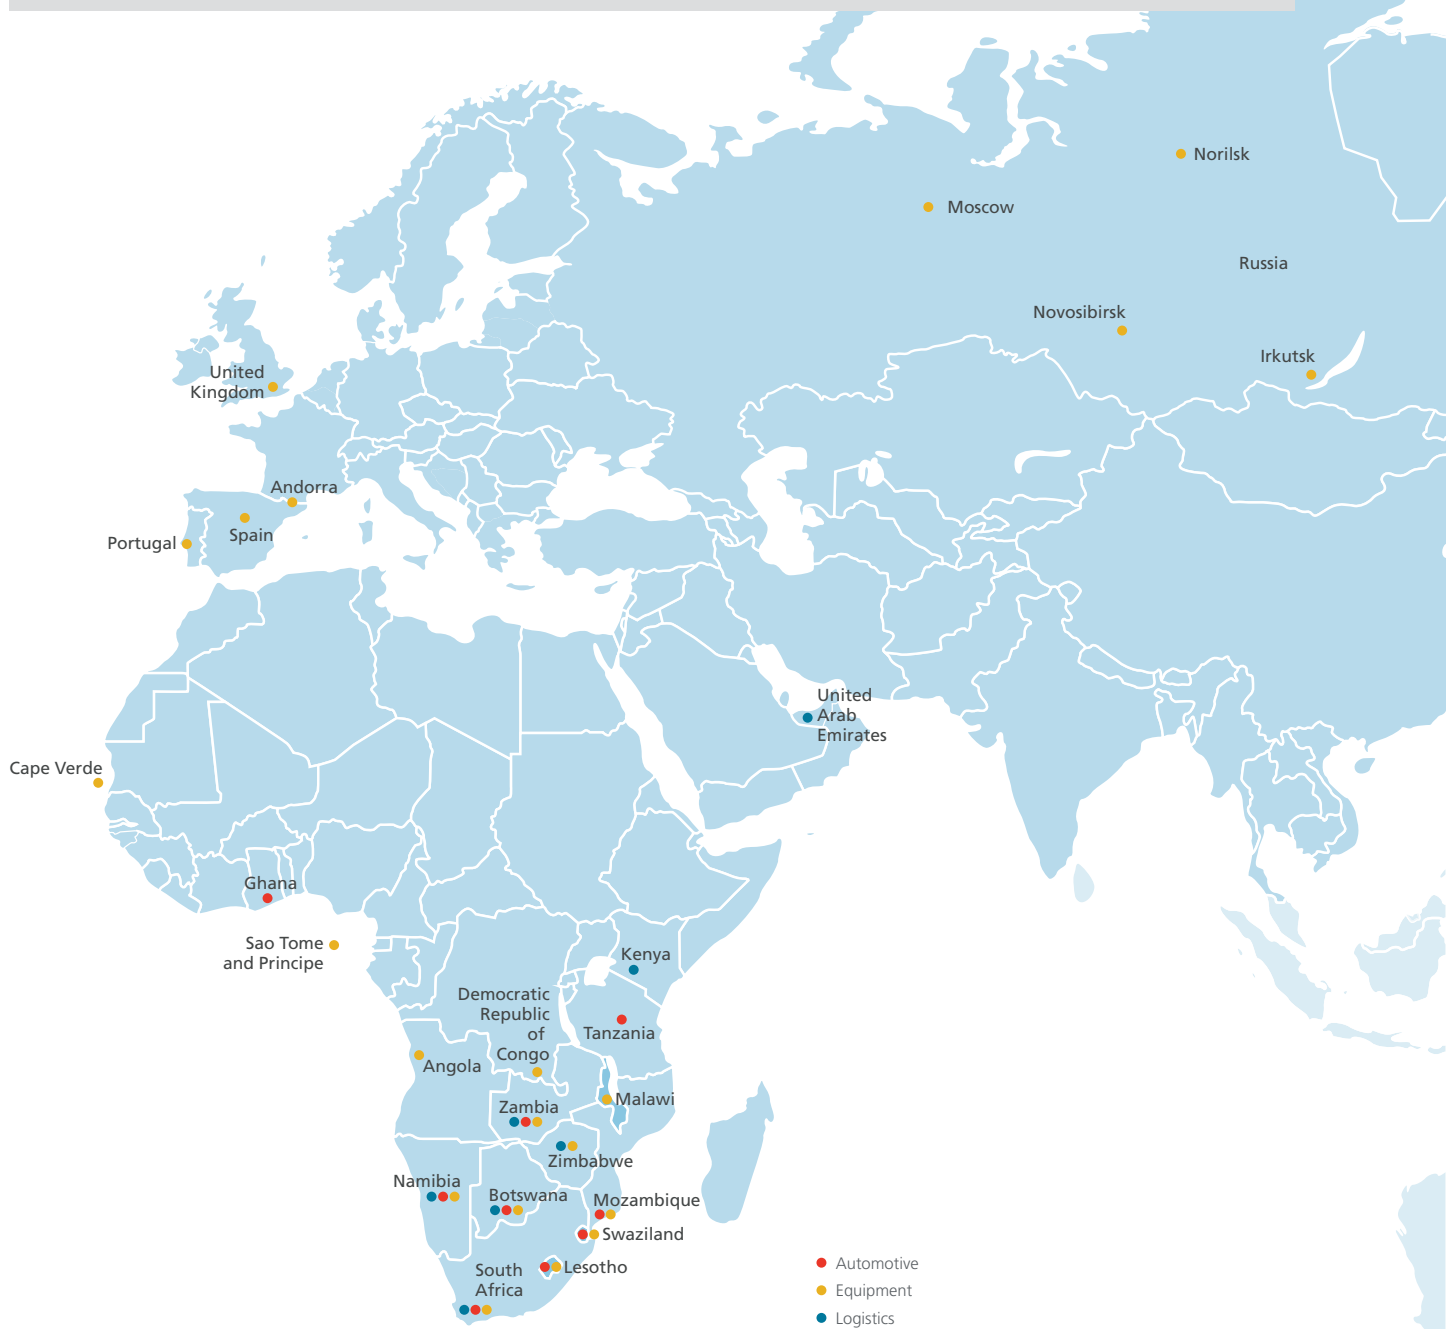 Norilsk
Moscow
Russia
Novosibirsk
Irkutsk
United
Kingdom
Andorra
Spain
Portugal
United
Arab
Emirates
Cape Verde
Ghana
Sao Tome
and Principe
Kenya
Democratic
Republic
of
Congo
Tanzania
Angola
Malawi
Zambia
Zimbabwe
Namibia
Botswana
Mozambique
Swaziland
Lesotho
South
Africa
Automotive
Equipment
Logistics